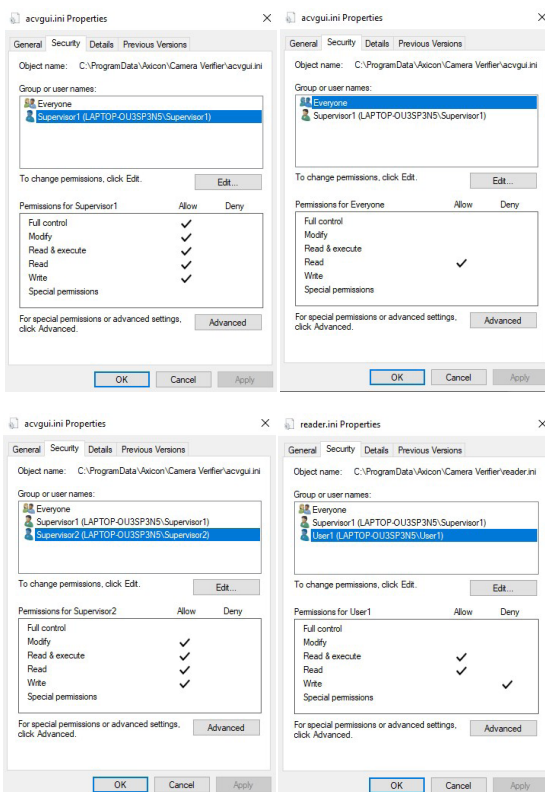 acvgui.ini Properties
General Security Details Previous Versions
Object name: C:\ProgramData\Axicon\Camera Verifier\acvgui.ini
Group or user names:
Everyone
Supervisor1 (LAPTOP-OU3SP3N5\Supervisor1)
To change permissions, click Edit.
Edit...
Permissions for Supervisor1 Allow Deny
Full control
Modify
Read & execute
Read
Write
Special permissions
For special permissions or advanced settings,
click Advanced.
Advanced
OK Cancel Apply
acvgui.ini Properties
General Security Details Previous Versions
Object name: C:\ProgramData\Axicon\Camera Verifier\acvgui.ini
Group or user names:
Everyone
Supervisor1 (LAPTOP-OU3SP3N5\Supervisor1)
To change permissions, click Edit.
Edit...
Permissions for Everyone Allow Deny
Full control
Modify
Read & execute
Read
Write
Special permissions
For special permissions or advanced settings,
click Advanced.
Advanced
OK Cancel Apply
acvgui.ini Properties
General Security Details Previous Versions
Object name: C:\ProgramData\Axicon\Camera Verifier\acvgui.ini
Group or user names:
Everyone
Supervisor1 (LAPTOP-OU3SP3N5\Supervisor1)
Supervisor2 (LAPTOP-OU3SP3N5\Supervisor2)
To change permissions, click Edit.
Edit...
Permissions for Supervisor2 Allow Deny
Full control
Modify
Read & execute
Read
Write
Special permissions
For special permissions or advanced settings,
click Advanced.
Advanced
OK Cancel Apply
reader.ini Properties
General Security Details Previous Versions
Object name: C:\ProgramData\Axicon\Camera Verifier\reader.ini
Group or user names:
Everyone
Supervisor1 (LAPTOP-OU3SP3N5\Supervisor1)
User1 (LAPTOP-OU3SP3N5\User1)
To change permissions, click Edit.
Edit...
Permissions for User1 Allow Deny
Full control
Modify
Read & execute
Read
Write
Special permissions
For special permissions or advanced settings,
click Advanced.
Advanced
OK Cancel Apply